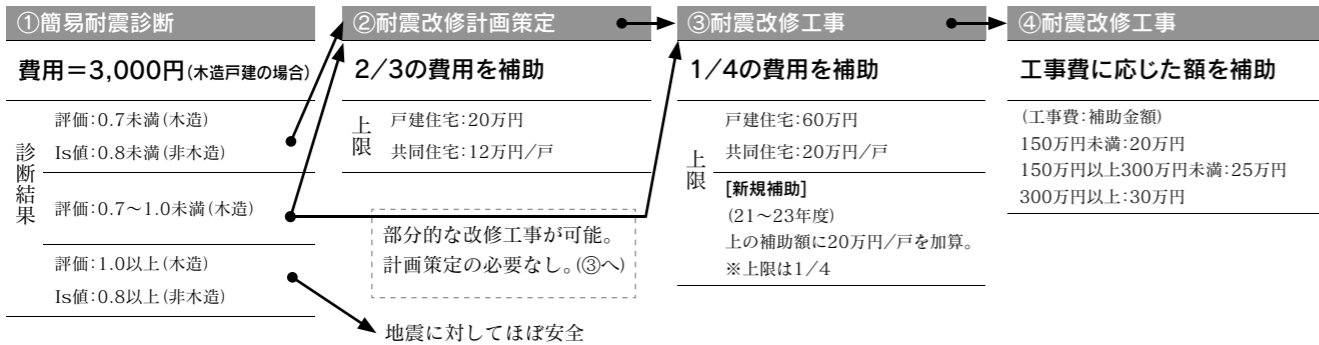 ①簡易耐震診断
費用＝3,000円(木造戸建の場合)
診断結果
評価:0.7未満(木造)
Is値:0.8未満(非木造)
評価:0.7〜1.0未満(木造)
評価:1.0以上(木造)
Is値:0.8以上(非木造)
地震に対してほぼ安全
②耐震改修計画策定
2/3の費用を補助
上限
戸建住宅:20万円
共同住宅:12万円/戸
部分的な改修工事が可能。
計画策定の必要なし。(③へ)
③耐震改修工事
1/4の費用を補助
上限
戸建住宅:60万円
共同住宅:20万円/戸
[新規補助]
(21〜23年度)
上の補助額に20万円/戸を加算。
※上限は1/4
④耐震改修工事
工事費に応じた額を補助
(工事費:補助金額)
150万円未満:20万円
150万円以上300万円未満:25万円
300万円以上:30万円